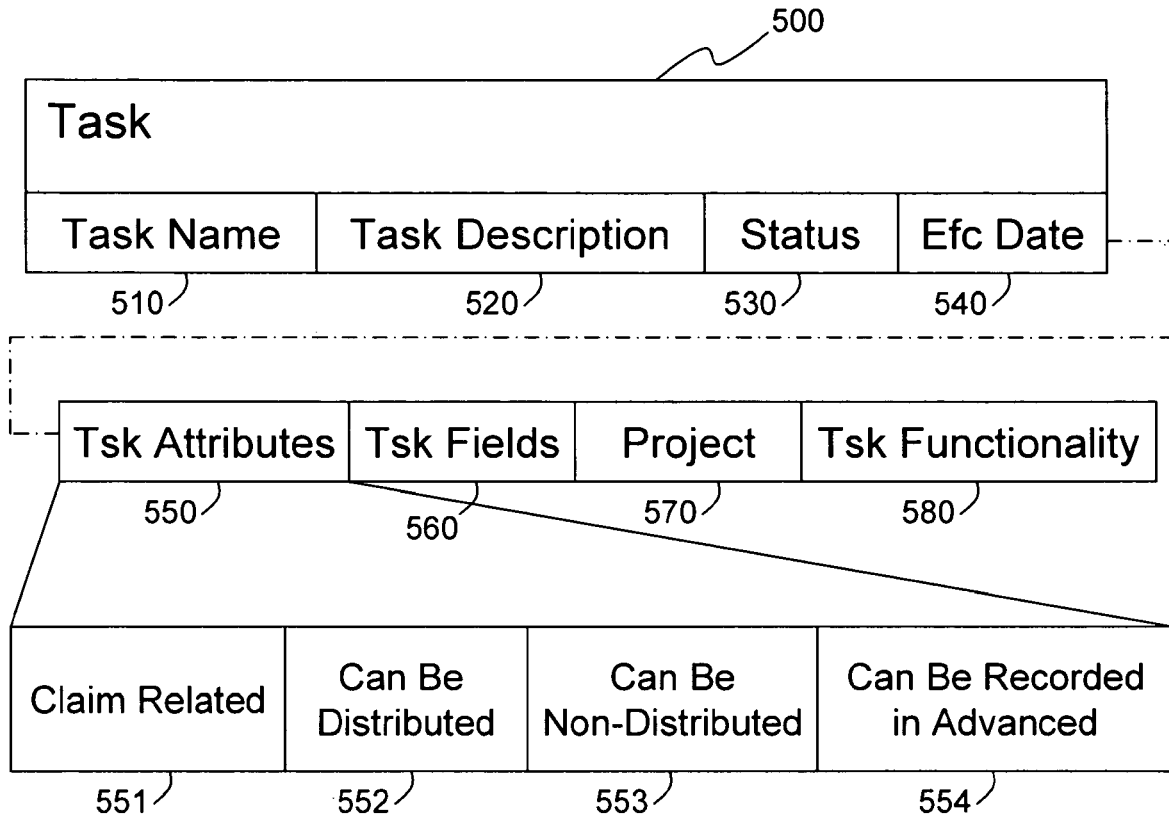 500
Task
Task Name Task Description Status Efc Date
510 520 530 540
Tsk Attributes Tsk Fields Project Tsk Functionality
550 560 570 580
Claim Related
Can Be
Distributed
Can Be
Non-Distributed
Can Be Recorded
in Advanced
551 552 553 554